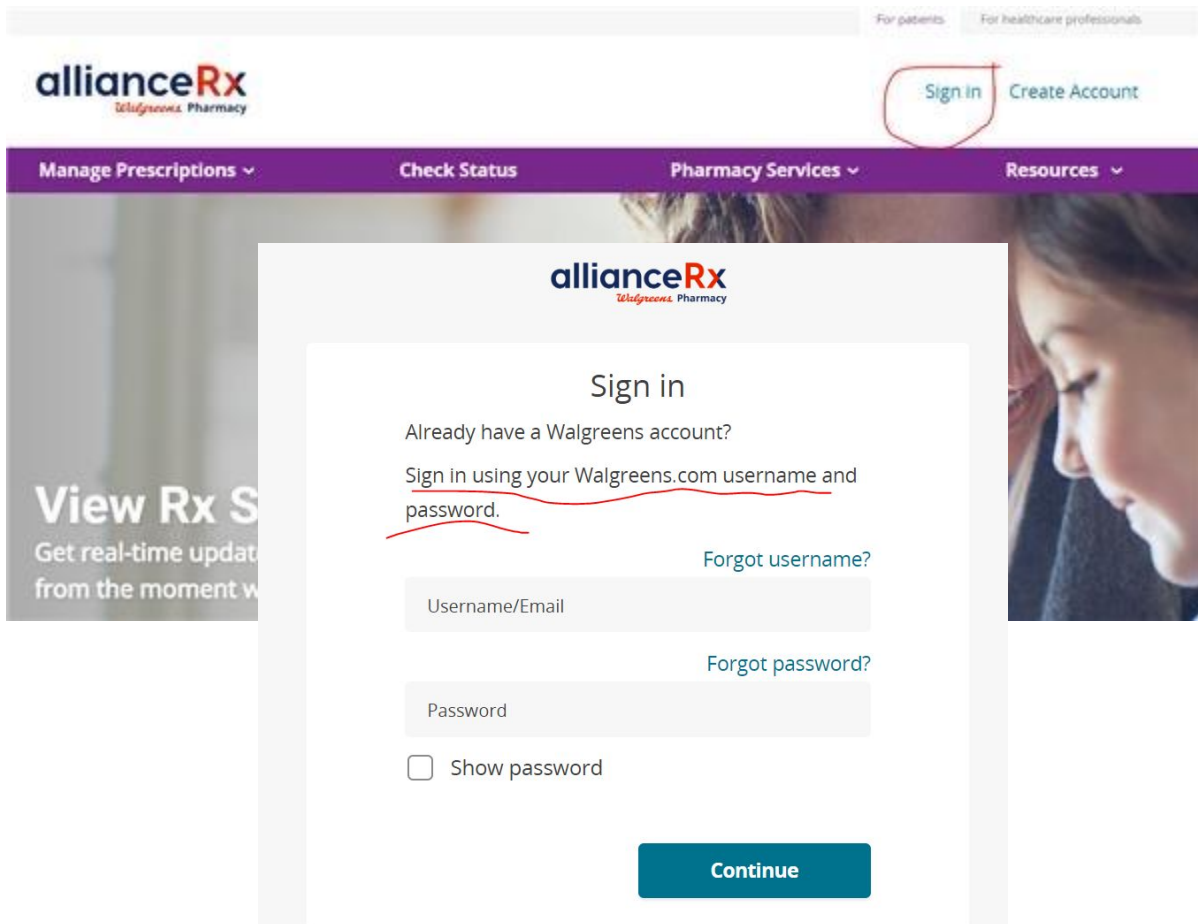 For patients For healthcare professionals
allianceRx
Walgreens Pharmacy
Sign in Create Account
Manage Prescriptions Check Status Pharmacy Services Resources
allianceRx
Walgreens Pharmacy
Sign in
Already have a Walgreens account?
Sign in using your Walgreens.com username and
password.
View Rx S
Get real-time updat
from the moment w
Forgot username?
Username/Email
Forgot password?
Password
Show password
Continue